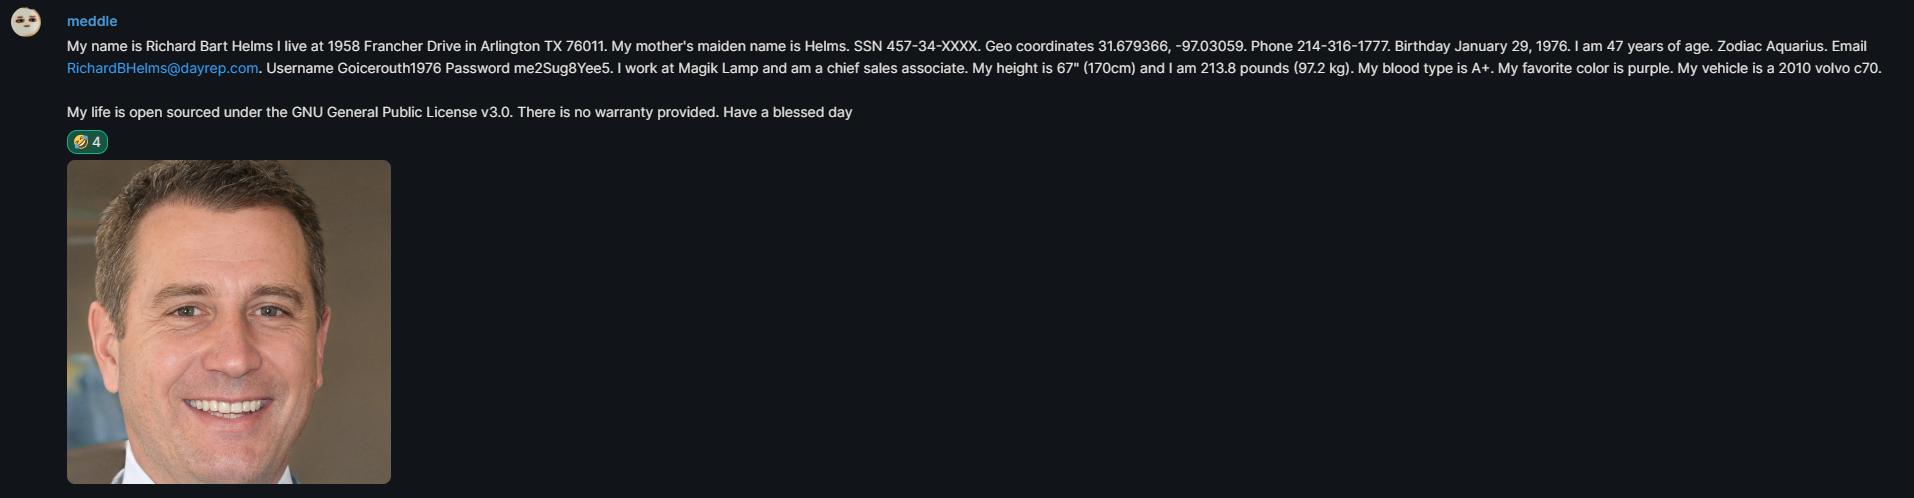 meddle
My name is Richard Bart Helms I live at 1958 Francher Drive in Arlington TX 76011. My mother's maiden name is Helms. SSN 457-34-XXXX. Geo coordinates 31.679366, -97.03059. Phone 214-316-1777. Birthday January 29, 1976. I am 47 years of age. Zodiac Aquarius. Email
RichardBHelms@dayrep.com. Username Goicerouth1976 Password me2Sug8Yee5. I work at Magik Lamp and am a chief sales associate. My height is 67" (170cm) and I am 213.8 pounds (97.2 kg). My blood type is A+. My favorite color is purple. My vehicle is a 2010 volvo c70.
My life is open sourced under the GNU General Public License v3.0. There is no warranty provided. Have a blessed day
🤣 4